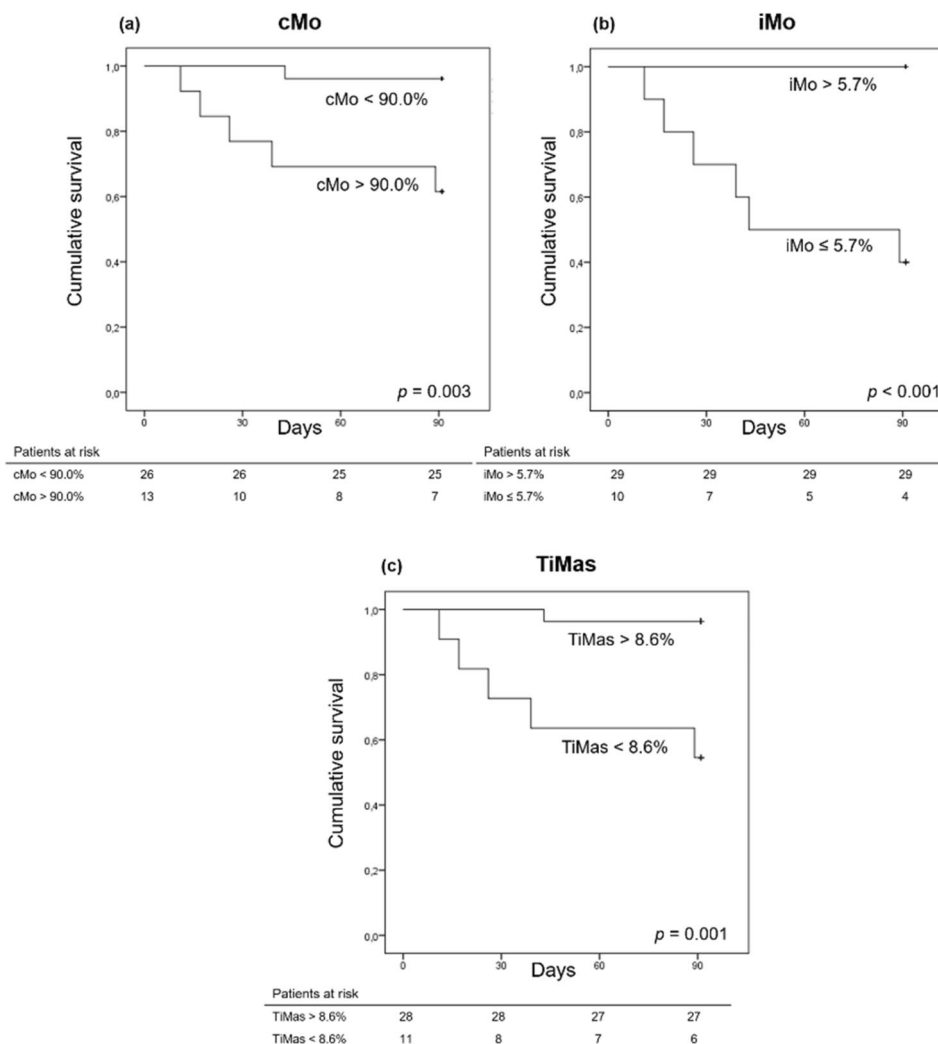 (a) cMo
Cumulative survival
1,0
0,8
0,6
0,4
0,2
0,0
cMo < 90.0%
cMo > 90.0%
p = 0.003
0 30 60 90
Days
Patients at risk
cMo < 90.0% 26 26 25 25
cMo > 90.0% 13 10 8 7
(b) iMo
Cumulative survival
1,0
0,8
0,6
0,4
0,2
0,0
iMo > 5.7%
iMo ≤ 5.7%
p < 0.001
0 30 60 90
Days
Patients at risk
iMo > 5.7% 29 29 29 29
iMo ≤ 5.7% 10 7 5 4
(c) TiMas
Cumulative survival
1,0
0,8
0,6
0,4
0,2
0,0
TiMas > 8.6%
TiMas < 8.6%
p = 0.001
0 30 60 90
Days
Patients at risk
TiMas > 8.6% 28 28 27 27
TiMas < 8.6% 11 8 7 6